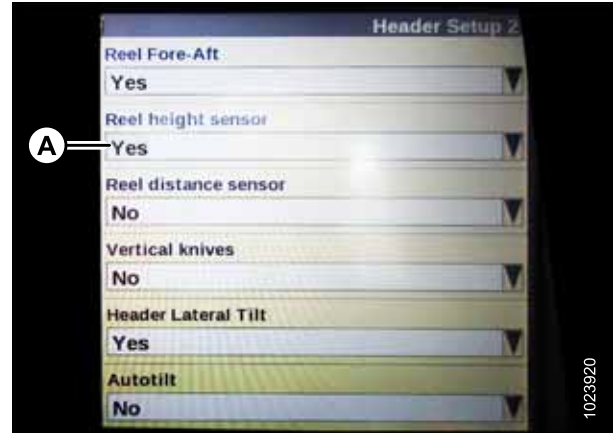 Header Setup 2
Reel Fore-Aft
Yes
Reel height sensor
A
Yes
Reel distance sensor
No
Vertical knives
No
Header Lateral Tilt
Yes
Autotilt
No
1023920